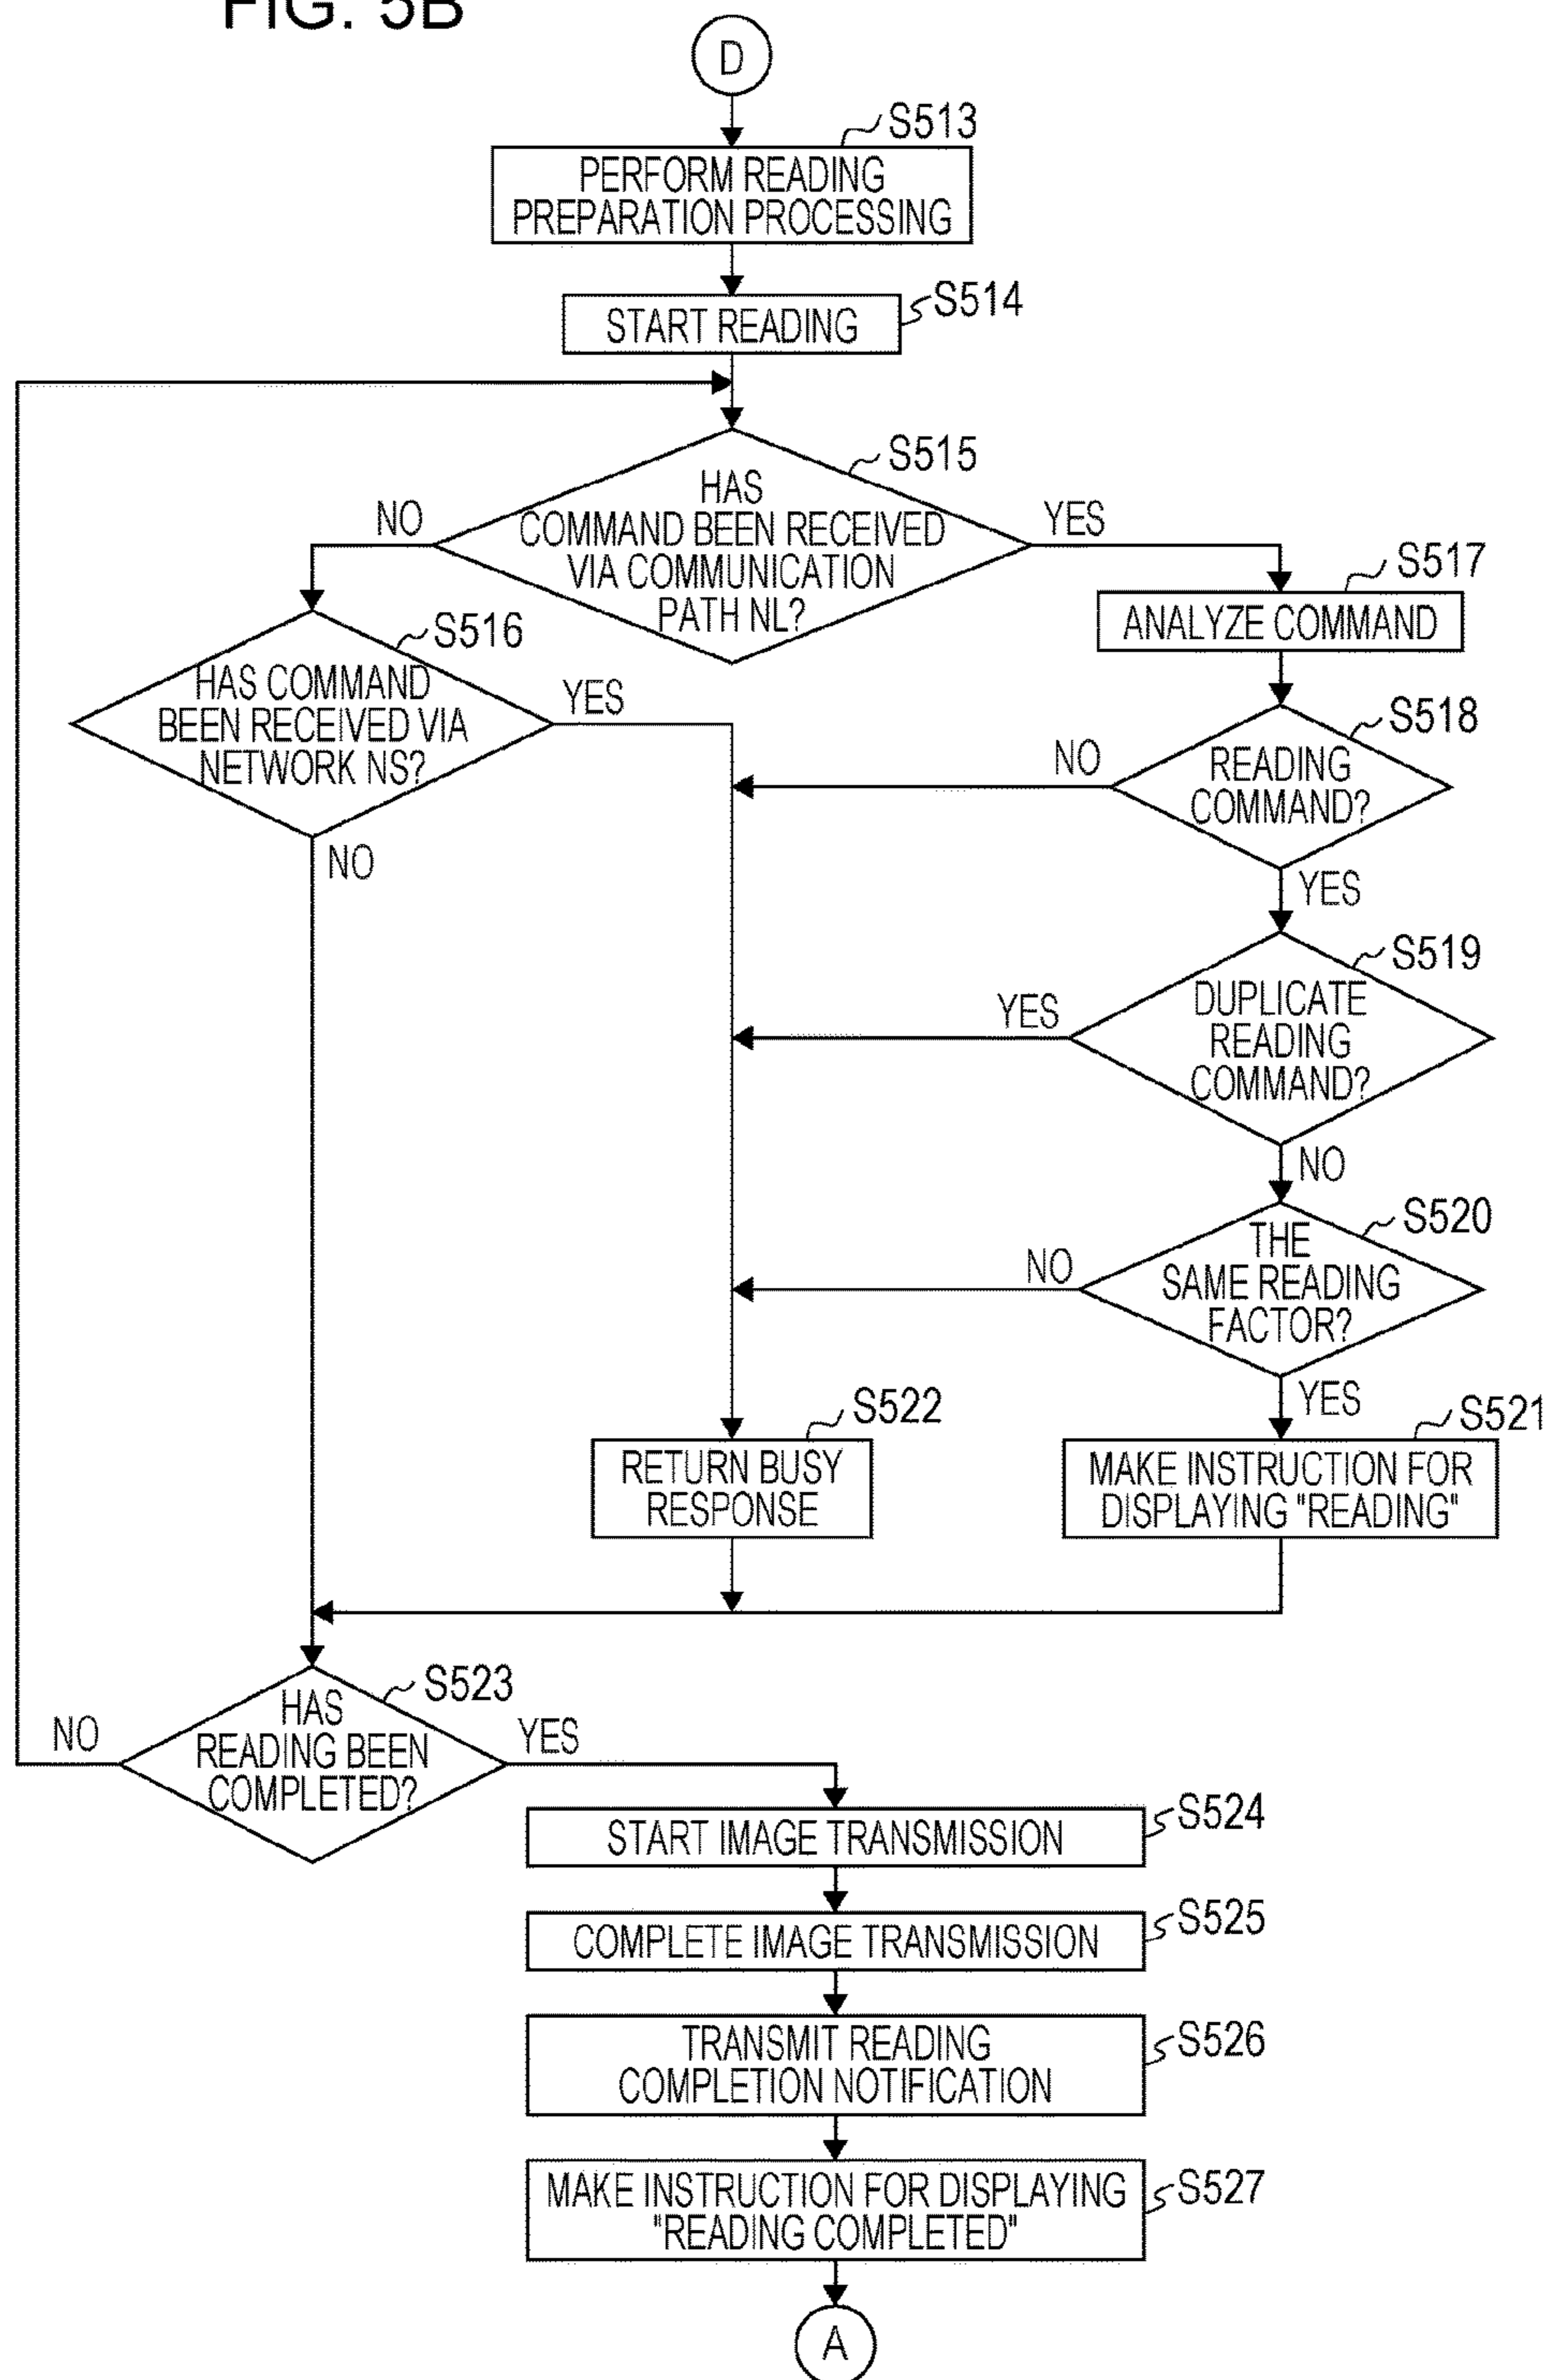 FIG. 5B
D
S513
PERFORM READING
PREPARATION PROCESSING
S514
START READING
S515
HAS
COMMAND BEEN RECEIVED
VIA COMMUNICATION
PATH NL?
NO
YES
S516
HAS COMMAND
BEEN RECEIVED VIA
NETWORK NS?
YES
NO
S517
ANALYZE COMMAND
S518
READING
COMMAND?
NO
YES
S519
DUPLICATE
READING
COMMAND?
YES
NO
S520
THE
SAME READING
FACTOR?
NO
YES
S522
RETURN BUSY
RESPONSE
S521
MAKE INSTRUCTION FOR
DISPLAYING "READING"
S523
HAS
READING BEEN
COMPLETED?
NO
YES
S524
START IMAGE TRANSMISSION
S525
COMPLETE IMAGE TRANSMISSION
S526
TRANSMIT READING
COMPLETION NOTIFICATION
S527
MAKE INSTRUCTION FOR DISPLAYING
"READING COMPLETED"
A